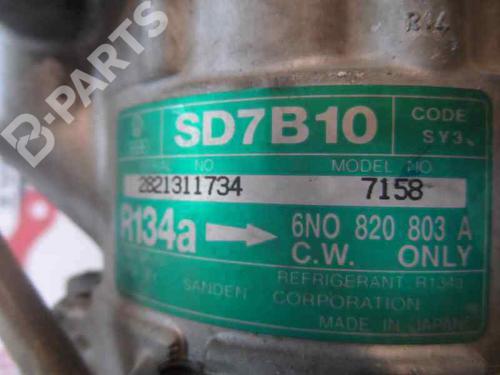 B-PARTS
R14
SD7B10
CODE
SY3
NO
MODEL NO
2821311734
7158
R134a
6N0 820 803 A
C.W. ONLY
REFRIGERANT R134a
SANDEN CORPORATION
MADE IN JAPAN